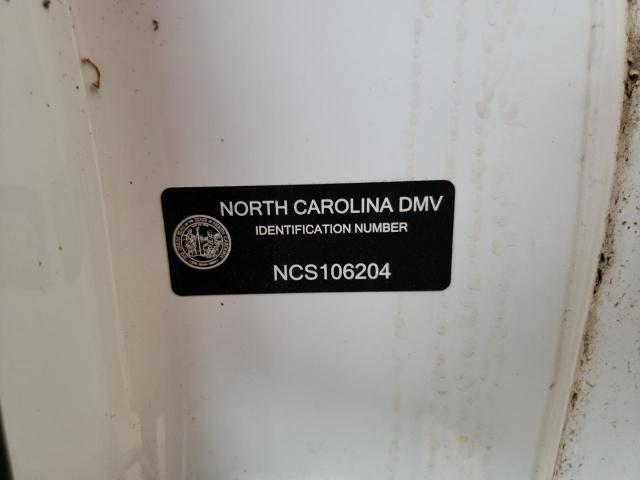 NORTH CAROLINA DMV
IDENTIFICATION NUMBER
NCS106204